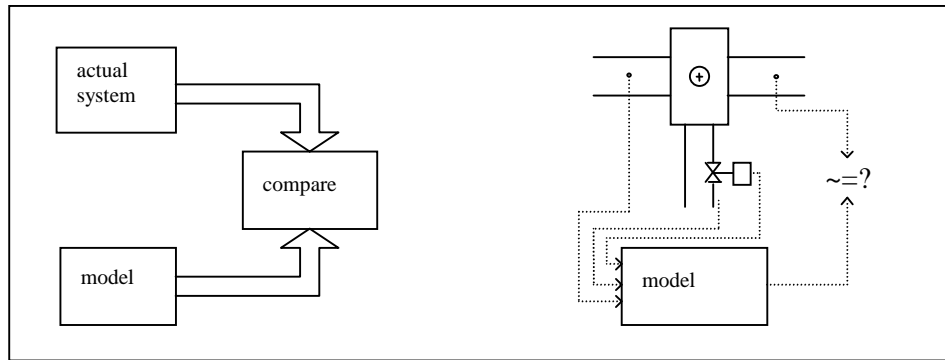 actual
system
compare
model
+
~=?
model